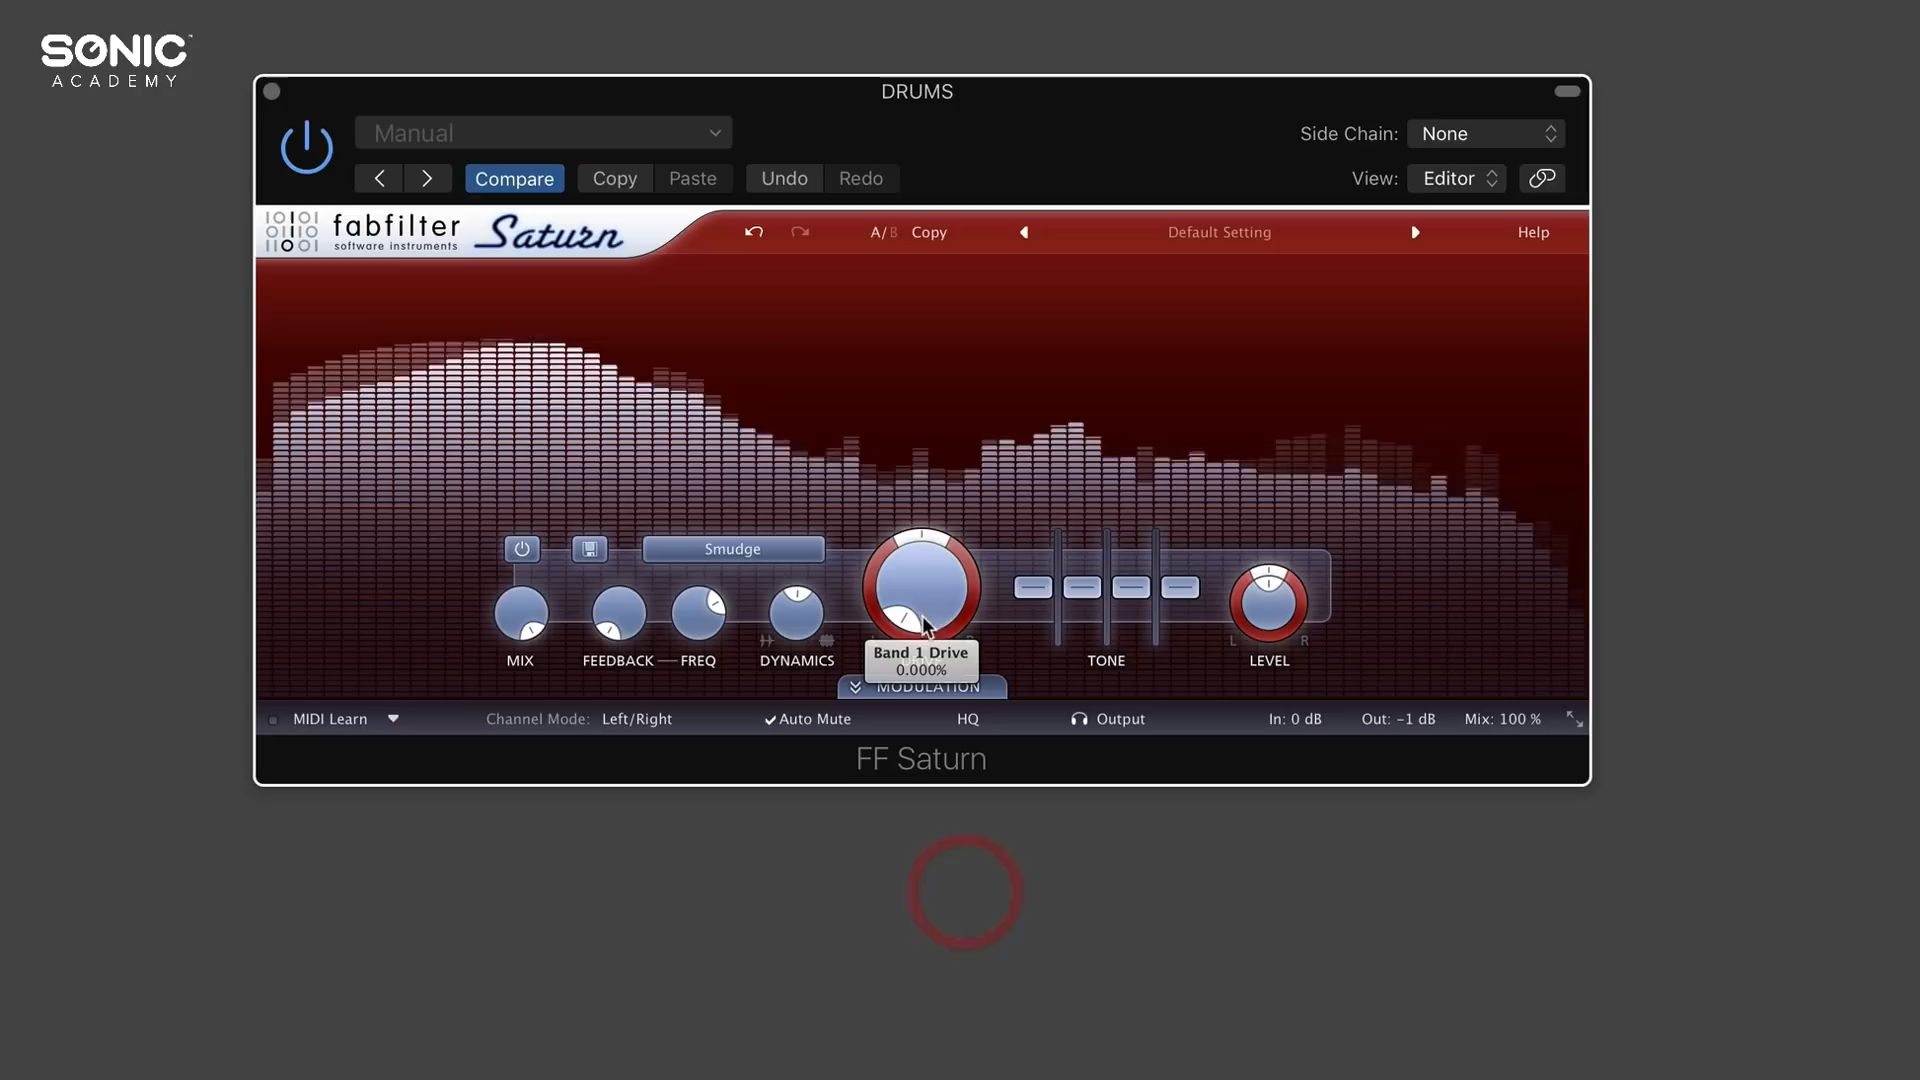 SONIC™
ACADEMY
DRUMS
Manual
Side Chain: None
Compare Copy Paste Undo Redo
View: Editor
fabfilter Saturn
software instruments
A/B Copy Default Setting Help
Smudge
MIX FEEDBACK FREQ DYNAMICS TONE L LEVEL R
Band 1 Drive
0.000%
MODULATION
MIDI Learn Channel Mode: Left/Right Auto Mute HQ Output In: 0 dB Out: -1 dB Mix: 100 %
FF Saturn